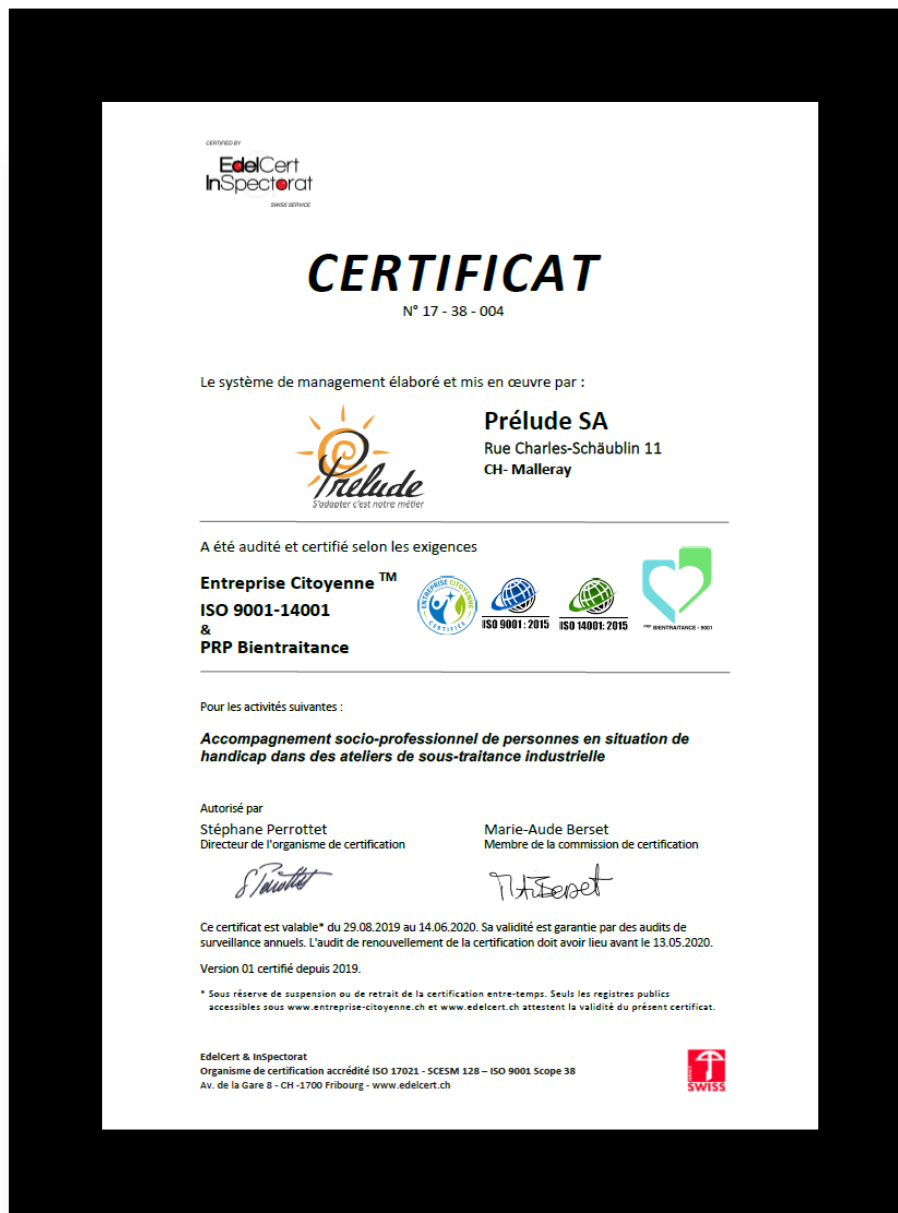 CERTIFIED BY
EdelCert
InSpectorat
SWISS SERVICE
CERTIFICAT
N° 17 - 38 - 004
Le système de management élaboré et mis en œuvre par :
Prélude
S'adapter c'est notre métier
Prélude SA
Rue Charles-Schäublin 11
CH- Malleray
A été audité et certifié selon les exigences
Entreprise Citoyenne TM
ISO 9001-14001
&
PRP Bientraitance
ENTREPRISE CITOYENNE
CERTIFIÉE
ISO 9001: 2015
ISO 14001: 2015
PRP BIENTRAITANCE - 9001
Pour les activités suivantes :
Accompagnement socio-professionnel de personnes en situation de
handicap dans des ateliers de sous-traitance industrielle
Autorisé par
Stéphane Perrottet
Directeur de l'organisme de certification
Marie-Aude Berset
Membre de la commission de certification
S Perrottet
MABerset
Ce certificat est valable* du 29.08.2019 au 14.06.2020. Sa validité est garantie par des audits de
surveillance annuels. L'audit de renouvellement de la certification doit avoir lieu avant le 13.05.2020.
Version 01 certifié depuis 2019.
* Sous réserve de suspension ou de retrait de la certification entre-temps. Seuls les registres publics
accessibles sous www.entreprise-citoyenne.ch et www.edelcert.ch attestent la validité du présent certificat.
EdelCert & InSpectorat
Organisme de certification accrédité ISO 17021 - SCESM 128 – ISO 9001 Scope 38
Av. de la Gare 8 - CH -1700 Fribourg - www.edelcert.ch
SWISS